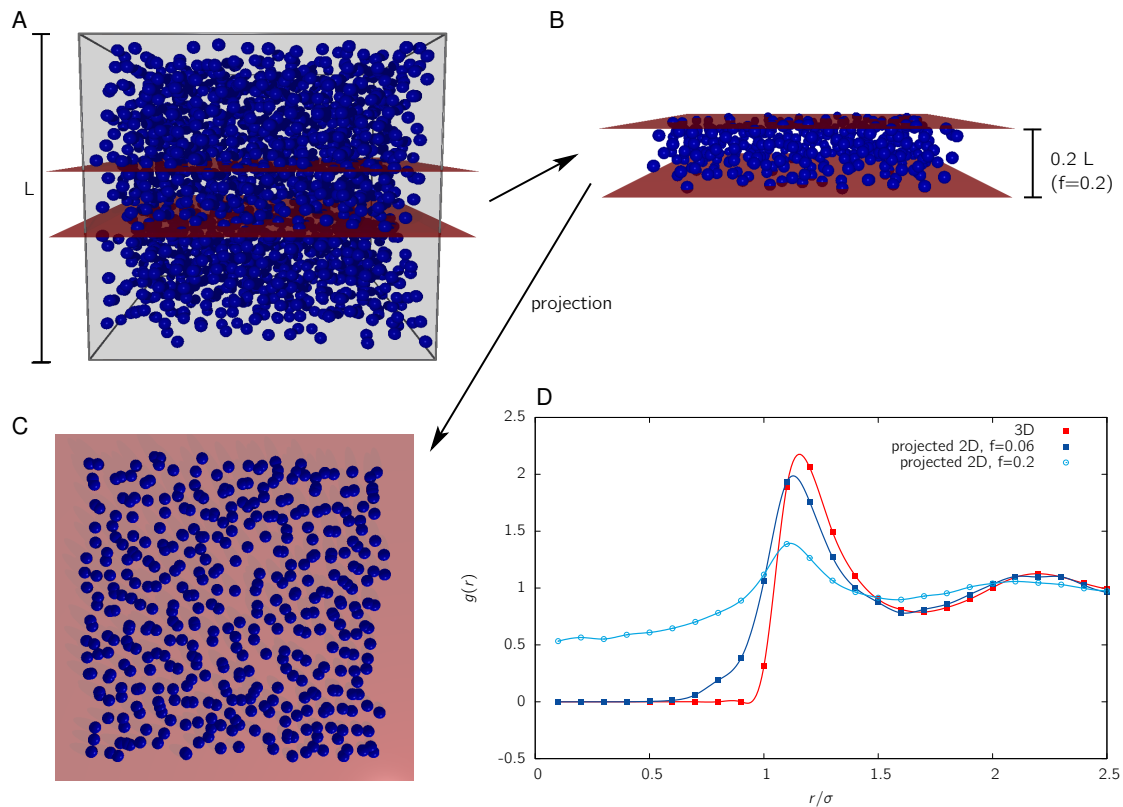 A
L
B
0.2 L
(f=0.2)
projection
C
D
3D
projected 2D, f=0.06
projected 2D, f=0.2
2.5
2
1.5
1
0.5
0
-0.5
g(r)
0
0.5
1
1.5
2
2.5
r/σ